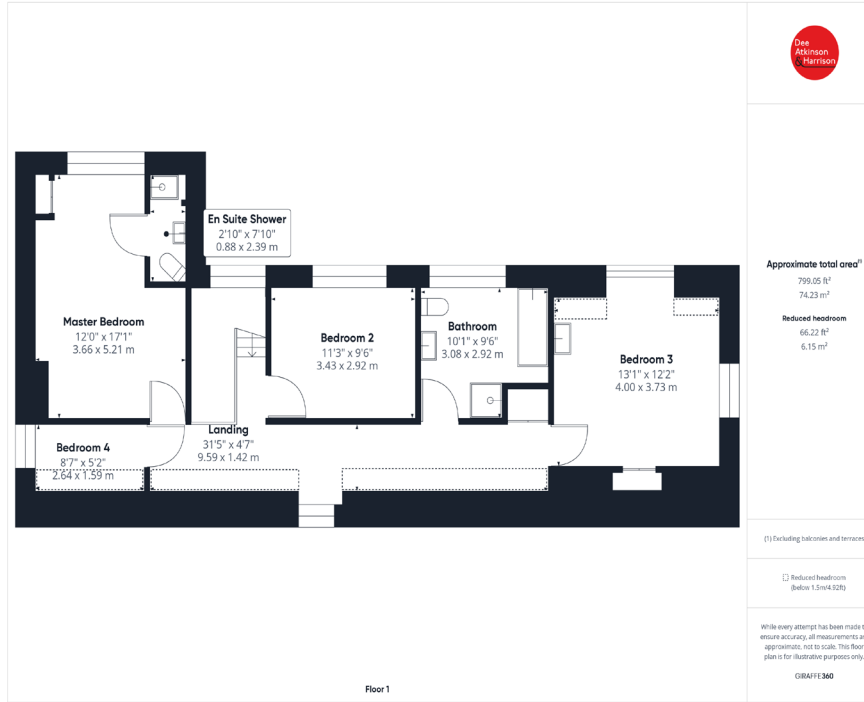 Dee
Atkinson
& Harrison
En Suite Shower
2'10" x 7'10"
0.88 x 2.39 m
Master Bedroom
12'0" x 17'1"
3.66 x 5.21 m
Bedroom 2
11'3" x 9'6"
3.43 x 2.92 m
Bathroom
10'1" x 9'6"
3.08 x 2.92 m
Bedroom 3
13'1" x 12'2"
4.00 x 3.73 m
Landing
31'5" x 4'7"
9.59 x 1.42 m
Bedroom 4
8'7" x 5'2"
2.64 x 1.59 m
Floor 1
Approximate total area(1)
799.05 ft²
74.23 m²
Reduced headroom
66.22 ft²
6.15 m²
(1) Excluding balconies and terraces
Reduced headroom
(below 1.5m/4.92ft)
While every attempt has been made t
ensure accuracy, all measurements a
approximate, not to scale. This floor
plan is for illustrative purposes only.
GIRAFFE360